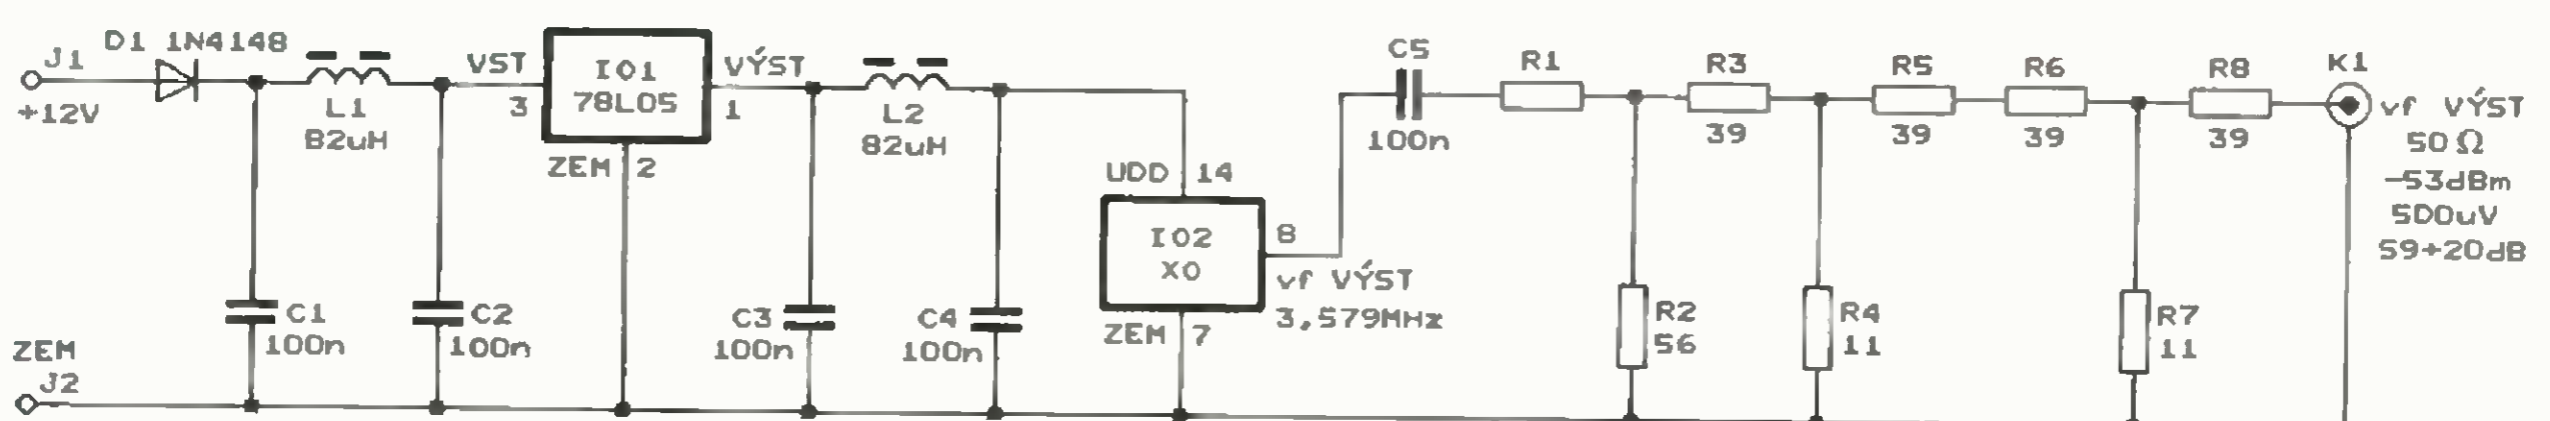 J1
+12V
D1 1N4148
L1
82uH
VST
3
IO1
78L05
VÝST
1
ZEM 2
L2
82uH
C1
100n
C2
100n
C3
100n
C4
100n
ZEM
J2
UDD 14
IO2
XO
8
vf VÝST
3,579MHz
ZEM 7
C5
100n
R1
R2
56
R3
39
R4
11
R5
39
R6
39
R7
11
R8
39
K1
vf VÝST
50Ω
-53dBm
500uV
S9+20dB